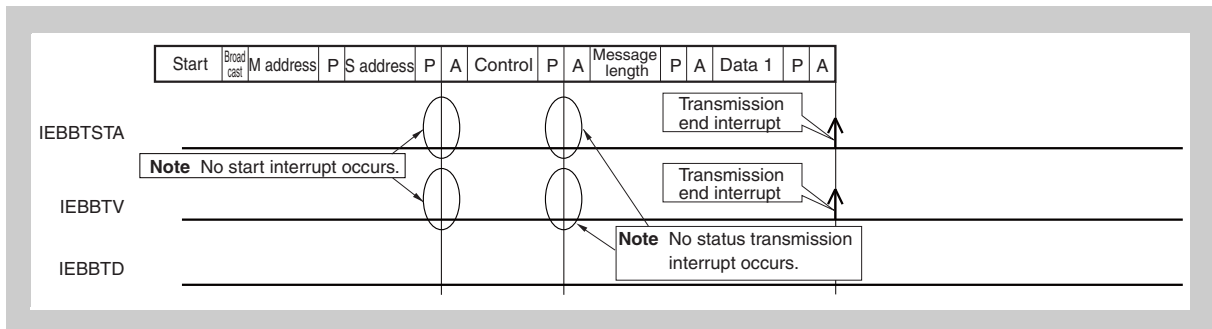 Start Broad cast M address P S address P A Control P A Message length P A Data 1 P A
IEBBTSTA
Transmission
end interrupt
Note No start interrupt occurs.
IEBBTV
Transmission
end interrupt
Note No status transmission
interrupt occurs.
IEBBTD